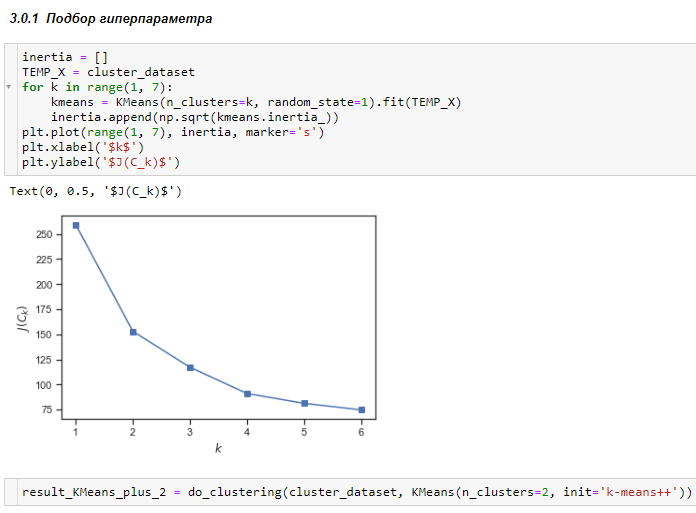 3.0.1 Подбор гиперпараметра
inertia = []
TEMP_X = cluster_dataset
for k in range(1, 7):
    kmeans = KMeans(n_clusters=k, random_state=1).fit(TEMP_X)
    inertia.append(np.sqrt(kmeans.inertia_))
plt.plot(range(1, 7), inertia, marker='s')
plt.xlabel('$k$')
plt.ylabel('$J(C_k)$')
Text(0, 0.5, '$J(C_k)$')
250
225
200
175
150
125
100
75
J(Ck)
1 2 3 4 5 6
k
result_KMeans_plus_2 = do_clustering(cluster_dataset, KMeans(n_clusters=2, init='k-means++'))